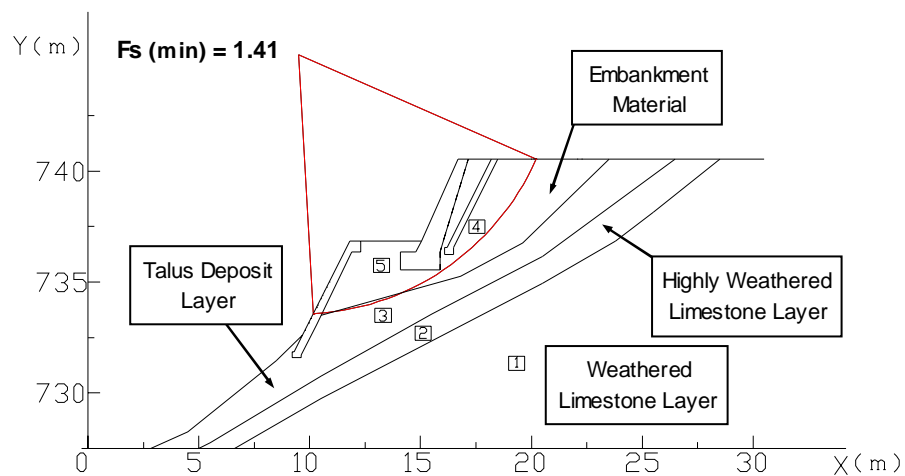 Y(m)
Fs (min) = 1.41
Embankment
Material
740
4
735
5
Talus Deposit
Layer
Highly Weathered
Limestone Layer
3
2
1
Weathered
Limestone Layer
730
0
5
10
15
20
25
30
X(m)